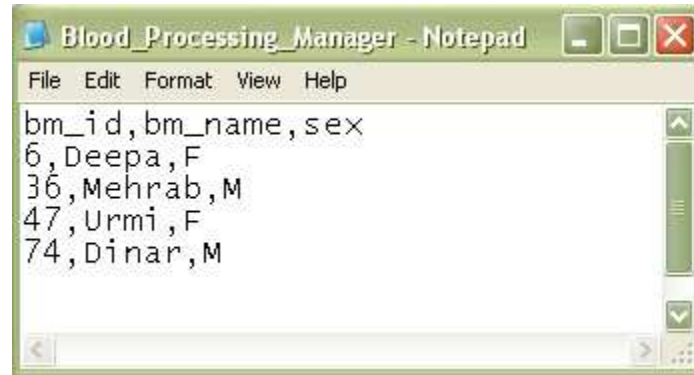 Blood_Processing_Manager - Notepad
File Edit Format View Help
bm_id,bm_name,sex
6,Deepa,F
36,Mehrab,M
47,Urmi,F
74,Dinar,M